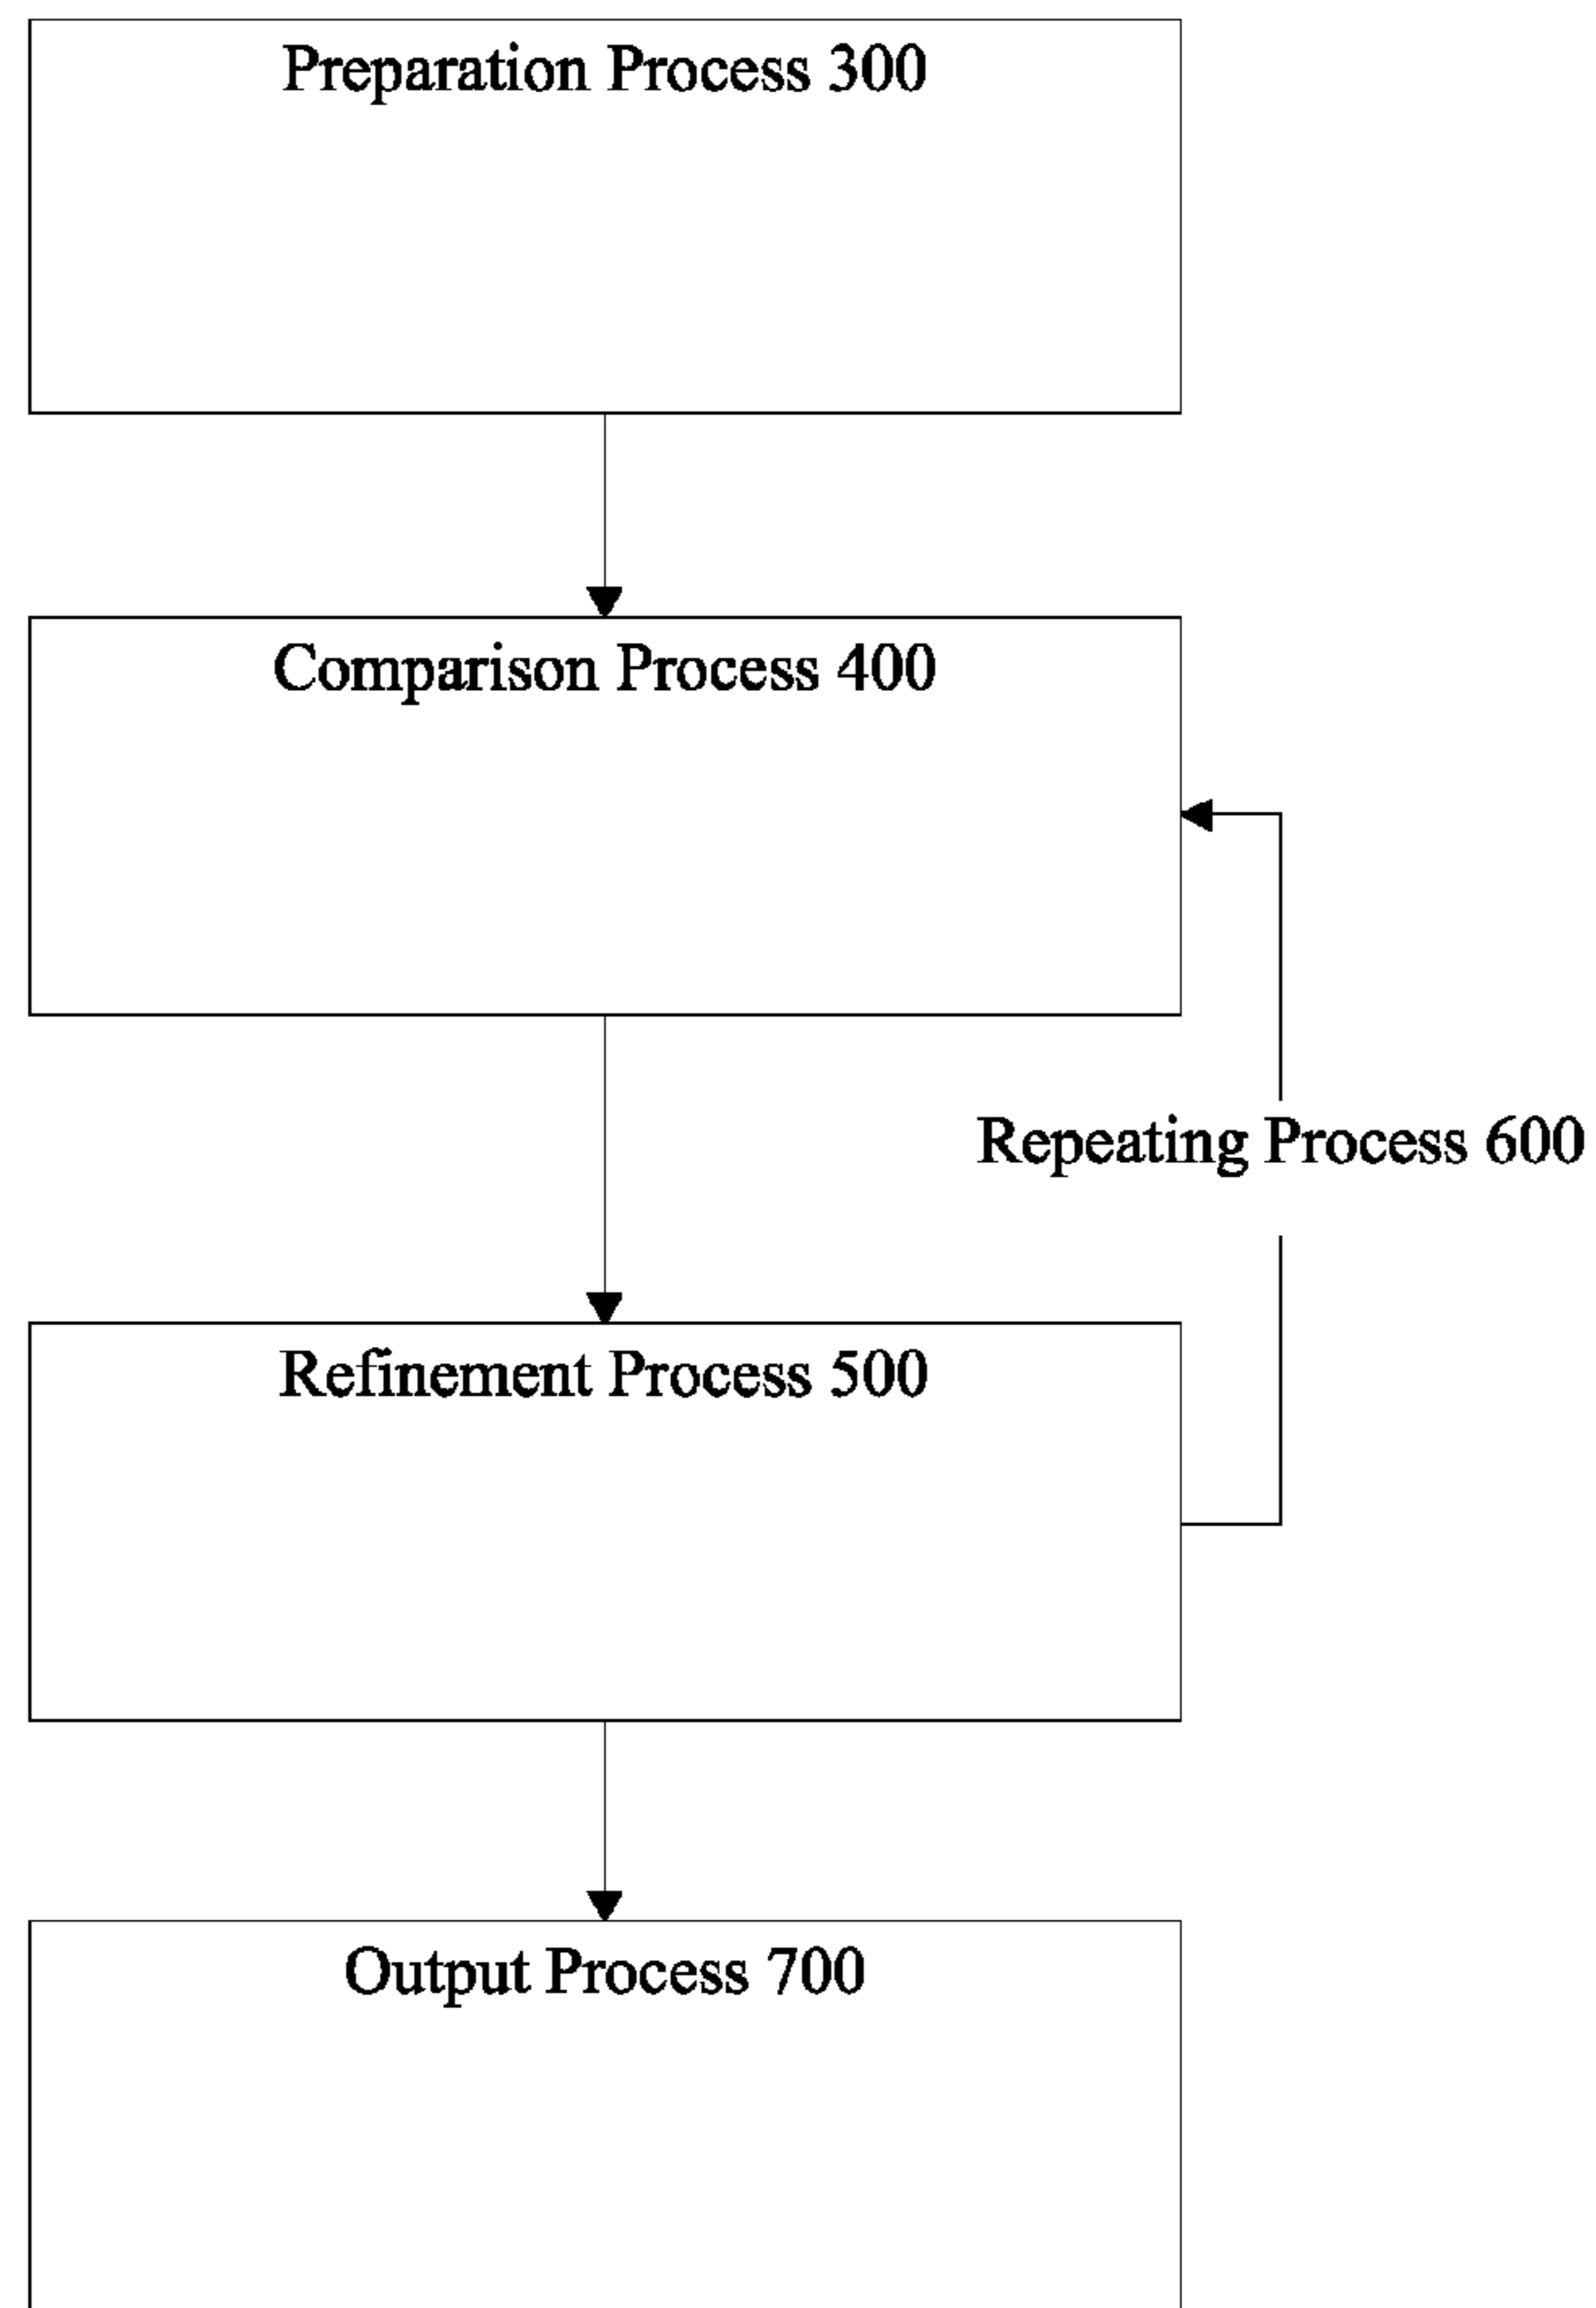 Preparation Process 300
Comparison Process 400
Repeating Process 600
Refinement Process 500
Output Process 700